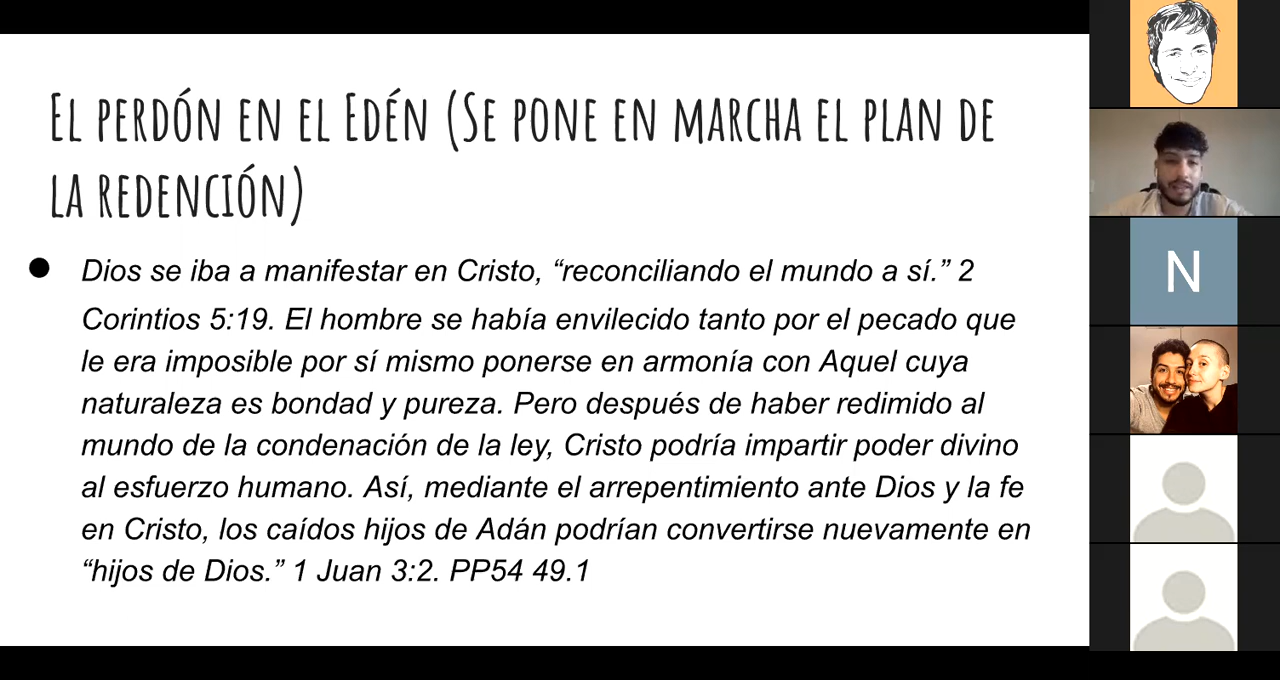 El perdón en el Edén (Se pone en marcha el plan de
la redención)
● Dios se iba a manifestar en Cristo, “reconciliando el mundo a sí.” 2
Corintios 5:19. El hombre se había envilecido tanto por el pecado que
le era imposible por sí mismo ponerse en armonía con Aquel cuya
naturaleza es bondad y pureza. Pero después de haber redimido al
mundo de la condenación de la ley, Cristo podría impartir poder divino
al esfuerzo humano. Así, mediante el arrepentimiento ante Dios y la fe
en Cristo, los caídos hijos de Adán podrían convertirse nuevamente en
“hijos de Dios.” 1 Juan 3:2. PP54 49.1
N